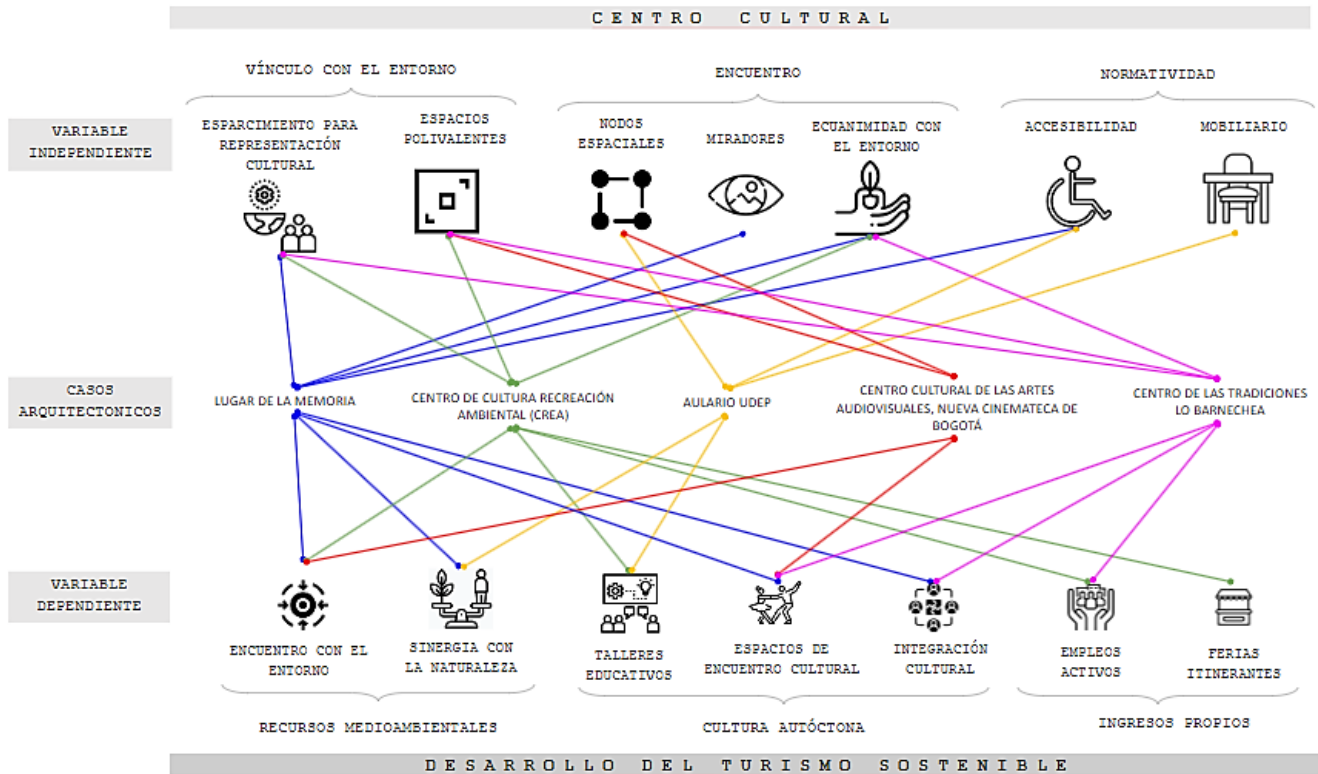 CENTRO CULTURAL
VÍNCULO CON EL ENTORNO
ENCUENTRO
NORMATIVIDAD
VARIABLE
INDEPENDIENTE
ESPARCIMIENTO PARA
REPRESENTACIÓN
CULTURAL
ESPACIOS
POLIVALENTES
NODOS
ESPACIALES
MIRADORES
ECUANIMIDAD CON
EL ENTORNO
ACCESIBILIDAD
MOBILIARIO
CASOS
ARQUITECTONICOS
LUGAR DE LA MEMORIA
CENTRO DE CULTURA RECREACIÓN
AMBIENTAL (CREA)
AULARIO UDEP
CENTRO CULTURAL DE LAS ARTES
AUDIOVISUALES, NUEVA CINEMATECA DE
BOGOTÁ
CENTRO DE LAS TRADICIONES
LO BARNECHEA
VARIABLE
DEPENDIENTE
ENCUENTRO CON EL
ENTORNO
SINERGIA CON
LA NATURALEZA
TALLERES
EDUCATIVOS
ESPACIOS DE
ENCUENTRO CULTURAL
INTEGRACIÓN
CULTURAL
EMPLEOS
ACTIVOS
FERIAS
ITINERANTES
RECURSOS MEDIOAMBIENTALES
CULTURA AUTÓCTONA
INGRESOS PROPIOS
DESARROLLO DEL TURISMO SOSTENIBLE